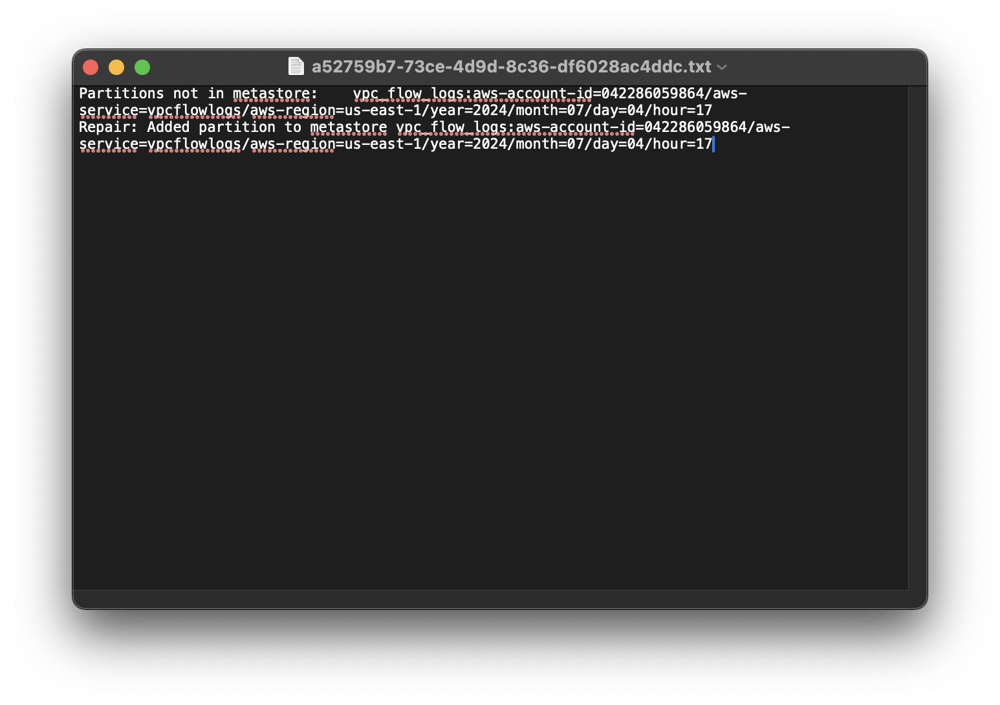 a52759b7-73ce-4d9d-8c36-df6028ac4ddc.txt
Partitions not in metastore:    vpc_flow_logs:aws-account-id=042286059864/aws-
service=vpcflowlogs/aws-region=us-east-1/year=2024/month=07/day=04/hour=17
Repair: Added partition to metastore vpc_flow_logs:aws-account-id=042286059864/aws-
service=vpcflowlogs/aws-region=us-east-1/year=2024/month=07/day=04/hour=17